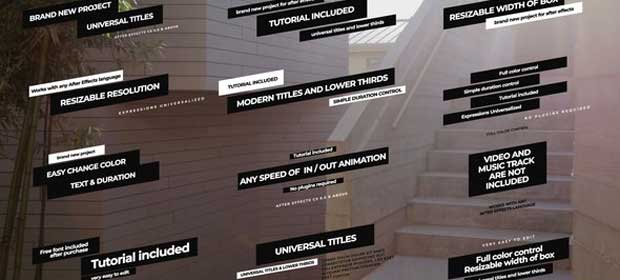 BRAND NEW PROJECT
UNIVERSAL TITLES
AFTER EFFECTS CS 5.5 & ABOVE
brand new project for after effects
TUTORIAL INCLUDED
universal titles and lower thirds
RESIZABLE WIDTH OF BOX
brand new project for after effects
Works with any After Effects language
RESIZABLE RESOLUTION
EXPRESSIONS UNIVERSALIZED
TUTORIAL INCLUDED
MODERN TITLES AND LOWER THIRDS
SIMPLE DURATION CONTROL
Full color control
Simple duration control
Tutorial included
Expressions Universalized
NO PLUGINS REQUIRED
FULL COLOR CONTROL
brand new project
EASY CHANGE COLOR
TEXT & DURATION
Tutorial included
ANY SPEED OF IN / OUT ANIMATION
No plugins required
AFTER EFFECTS CS 5.5 & ABOVE
VIDEO AND
MUSIC TRACK
ARE NOT
INCLUDED
WORKS WITH ANY
AFTER EFFECTS LANGUAGE
Free font included
after purchase
Tutorial included
very easy to edit
UNIVERSAL TITLES
UNIVERSAL TITLES & LOWER THIRDS
VERY EASY TO EDIT
Full color control
Resizable width of box